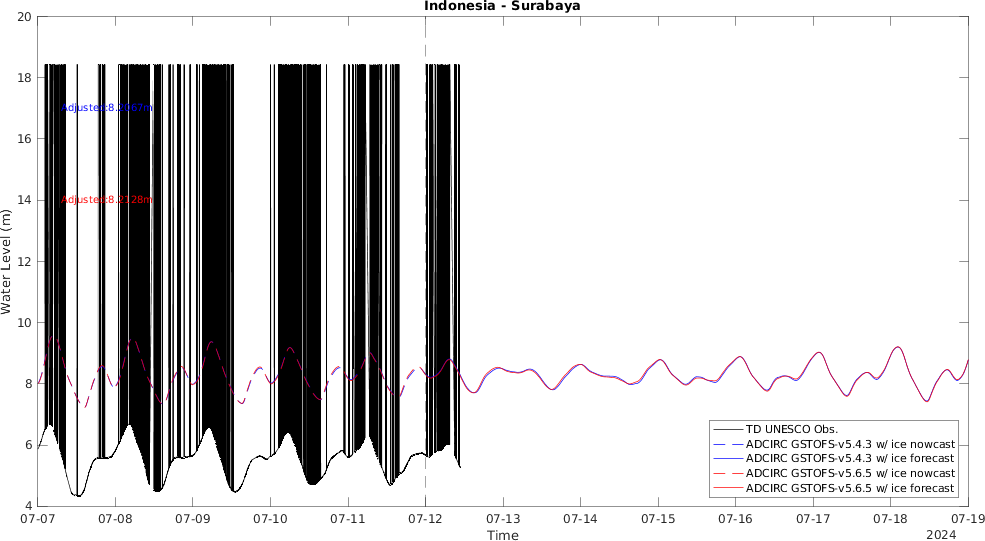 Indonesia - Surabaya
20
18
16
14
12
10
8
6
4
Water Level (m)
Adjusted:8.2128m
07-07
07-08
07-09
07-10
07-11
07-12
07-13
07-14
07-15
07-16
07-17
07-18
07-19
Time
2024
TD UNESCO Obs.
ADCIRC GSTOFS-v5.4.3 w/ ice nowcast
ADCIRC GSTOFS-v5.4.3 w/ ice forecast
ADCIRC GSTOFS-v5.6.5 w/ ice nowcast
ADCIRC GSTOFS-v5.6.5 w/ ice forecast